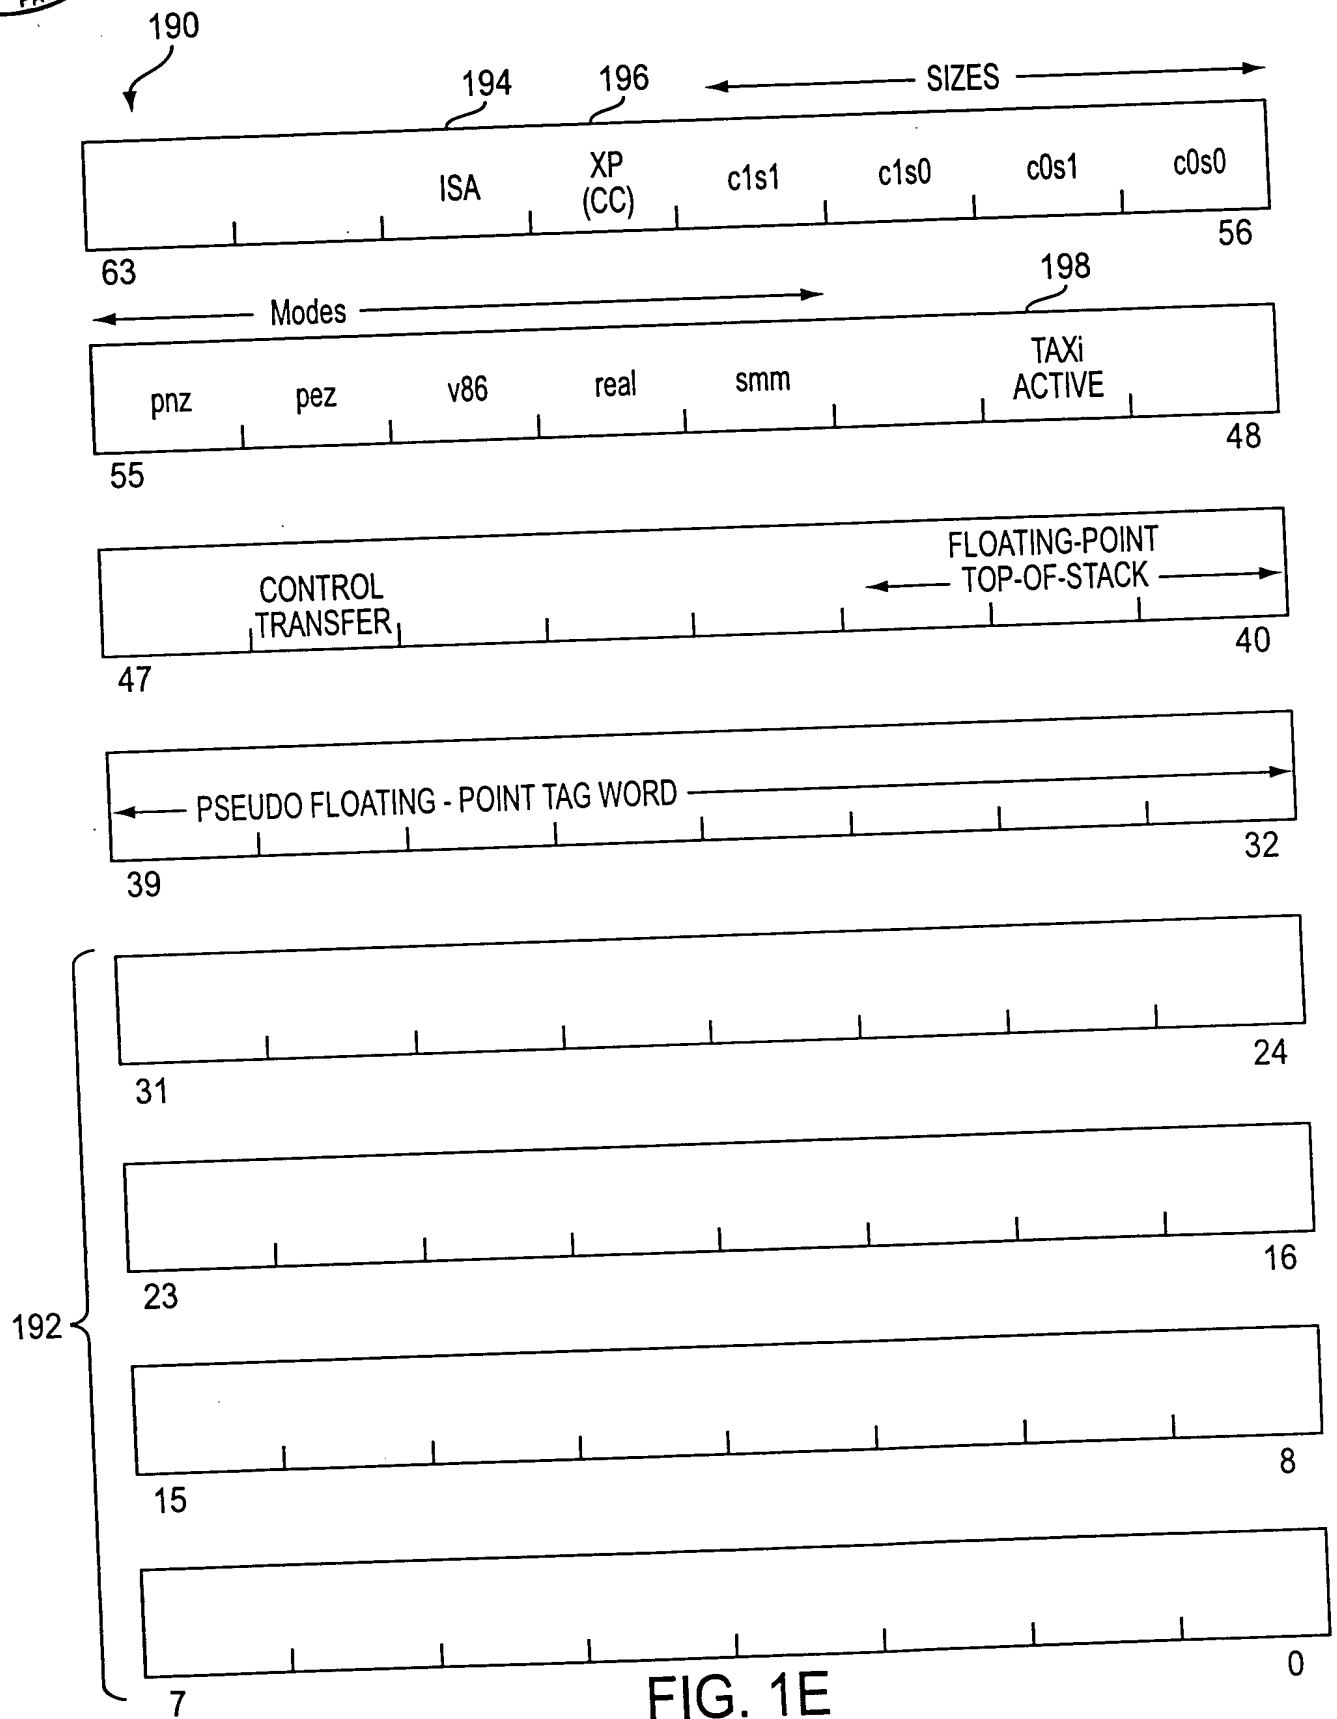 190
194 196 SIZES
ISA XP (CC) c1s1 c1s0 c0s1 c0s0
63 56
Modes 198
pnz pez v86 real smm TAXi ACTIVE
55 48
CONTROL TRANSFER FLOATING-POINT TOP-OF-STACK
47 40
PSEUDO FLOATING - POINT TAG WORD
39 32
31 24
23 16
192
15 8
7 0
FIG. 1E